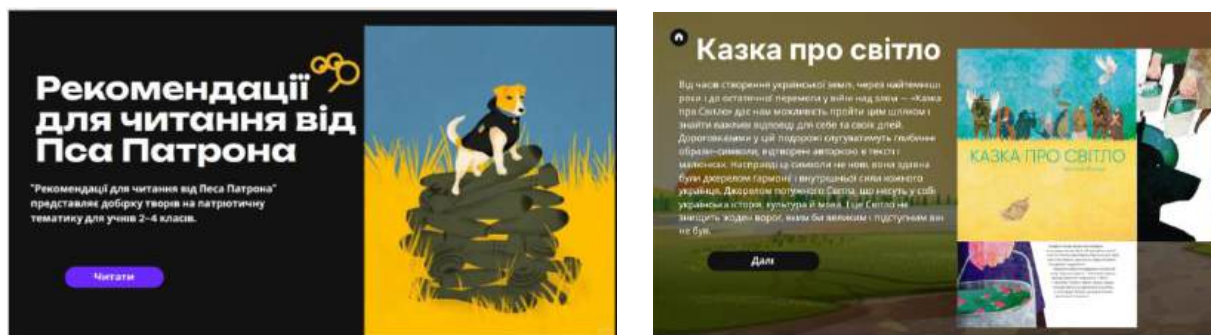 Рекомендації
для читання від
Пса Патрона
"Рекомендації для читання від Песа Патрона"
представляє добірку творів на патріотичну
тематику для учнів 2–4 класів.
Читати
Казка про світло
Від часів створення української землі, через найтемніші
роки і до остаточної перемоги у війні над злом — «Казка
про Світло» дає нам можливість пройти цим шляхом і
знайти важливі відповіді для себе та своїх дітей.
Дороговказами у цій подорожі слугуватимуть глибинні
образи-символи, відтворені авторкою в тексті і
малюнках. Насправді ці символи не нові, вони здавна
були джерелом гармонії і внутрішньої сили кожного
українця. Джерелом потужного Світла, що несуть у собі
українська історія, культура й мова. І це Світло не
знищить жоден ворог, яким би великим і підступним він
не був.
Далі
КАЗКА ПРО СВІТЛО